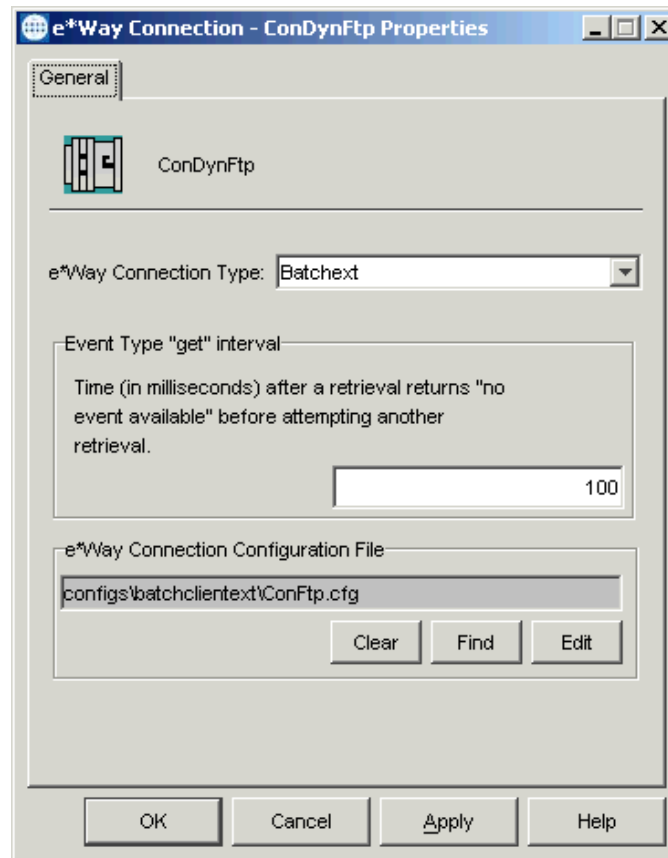 e*Way Connection - ConDynFtp Properties
General
ConDynFtp
e*Way Connection Type: Batchext
Event Type "get" interval
Time (in milliseconds) after a retrieval returns "no
event available" before attempting another
retrieval.
100
e*Way Connection Configuration File
configs\batchclientext\ConFtp.cfg
Clear Find Edit
OK Cancel Apply Help